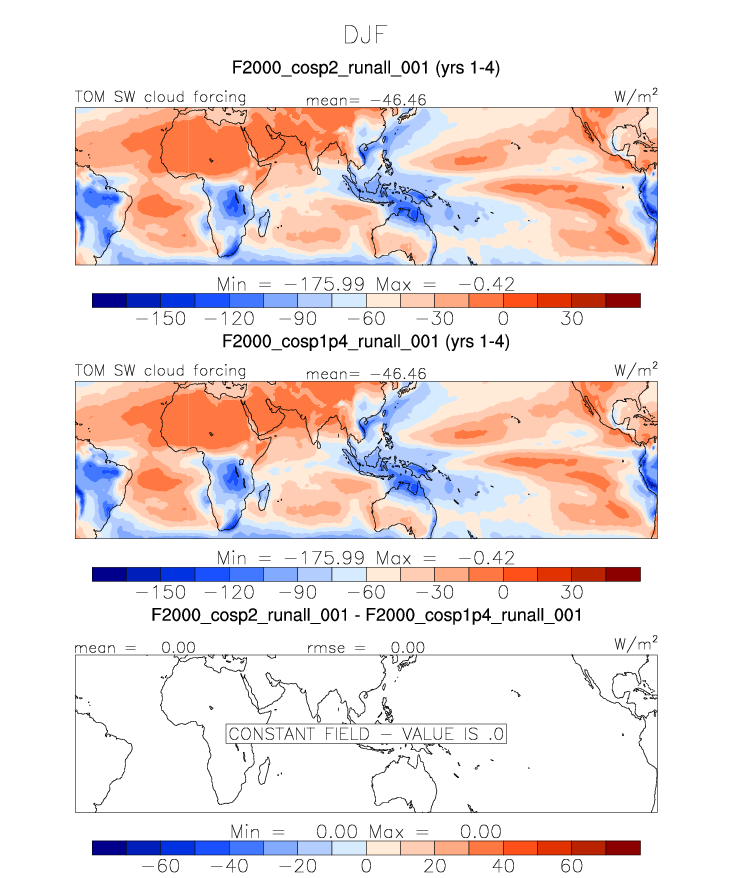 DJF
F2000_cosp2_runall_001 (yrs 1-4)
TOM SW cloud forcing mean= −46.46 W/m²
Min = −175.99 Max = −0.42
−150 −120 −90 −60 −30 0 30
F2000_cosp1p4_runall_001 (yrs 1-4)
TOM SW cloud forcing mean= −46.46 W/m²
Min = −175.99 Max = −0.42
−150 −120 −90 −60 −30 0 30
F2000_cosp2_runall_001 - F2000_cosp1p4_runall_001
mean = 0.00 rmse = 0.00 W/m²
CONSTANT FIELD − VALUE IS .0
Min = 0.00 Max = 0.00
−60 −40 −20 0 20 40 60